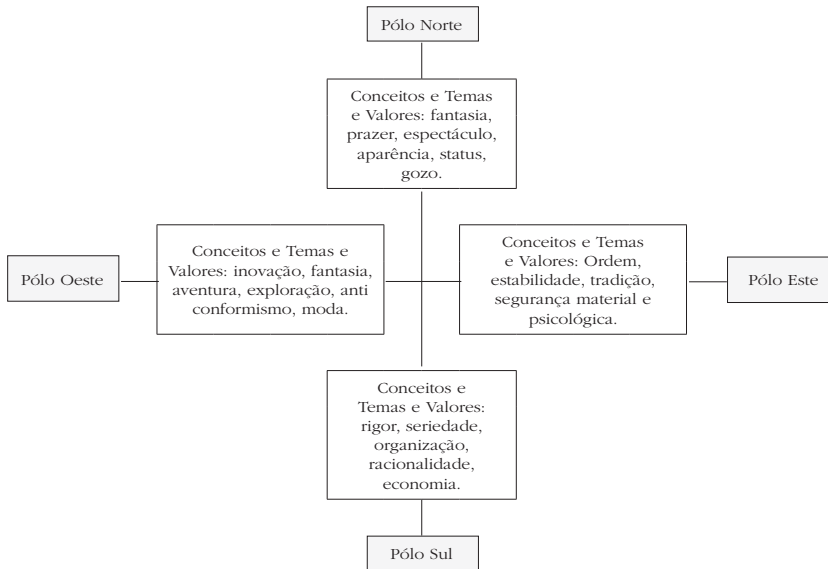 Pólo Norte
Conceitos e Temas
e Valores: fantasia,
prazer, espectáculo,
aparência, status,
gozo.
Pólo Oeste
Conceitos e Temas e
Valores: inovação, fantasia,
aventura, exploração, anti
conformismo, moda.
Conceitos e Temas
e Valores: Ordem,
estabilidade, tradição,
segurança material e
psicológica.
Pólo Este
Conceitos e
Temas e Valores:
rigor, seriedade,
organização,
racionalidade,
economia.
Pólo Sul